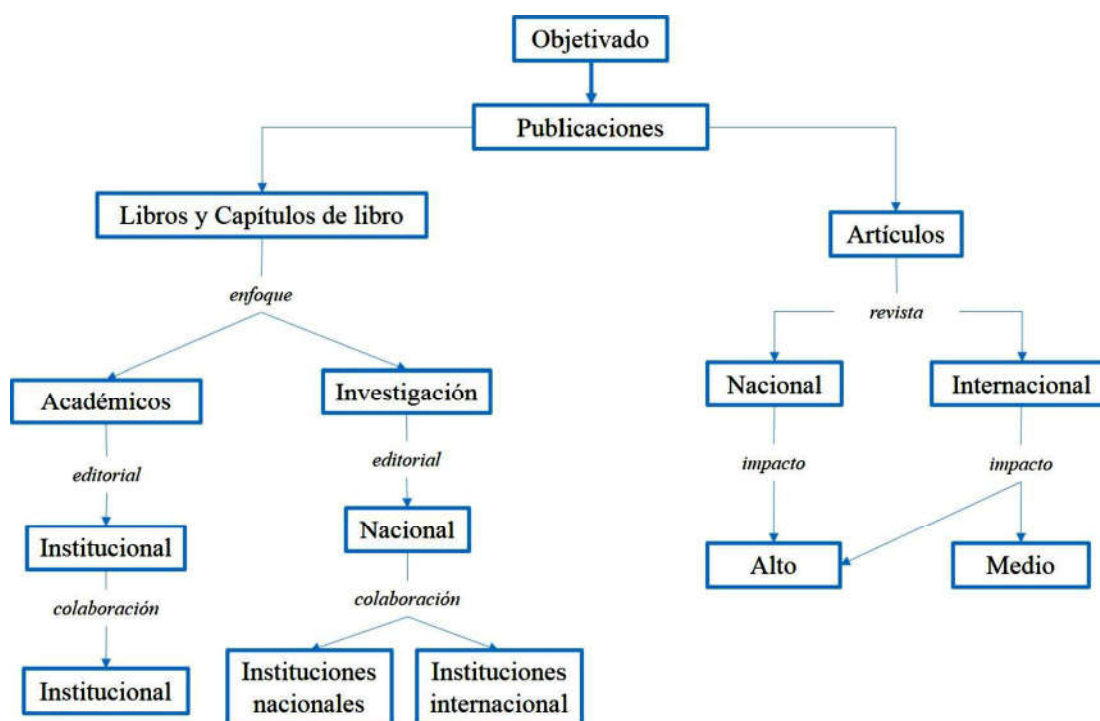 Objetivado
Publicaciones
Libros y Capítulos de libro
Artículos
enfoque
revista
Académicos
Investigación
Nacional
Internacional
editorial
editorial
impacto
impacto
Institucional
Nacional
Alto
Medio
colaboración
colaboración
Institucional
Instituciones
nacionales
Instituciones
internacional